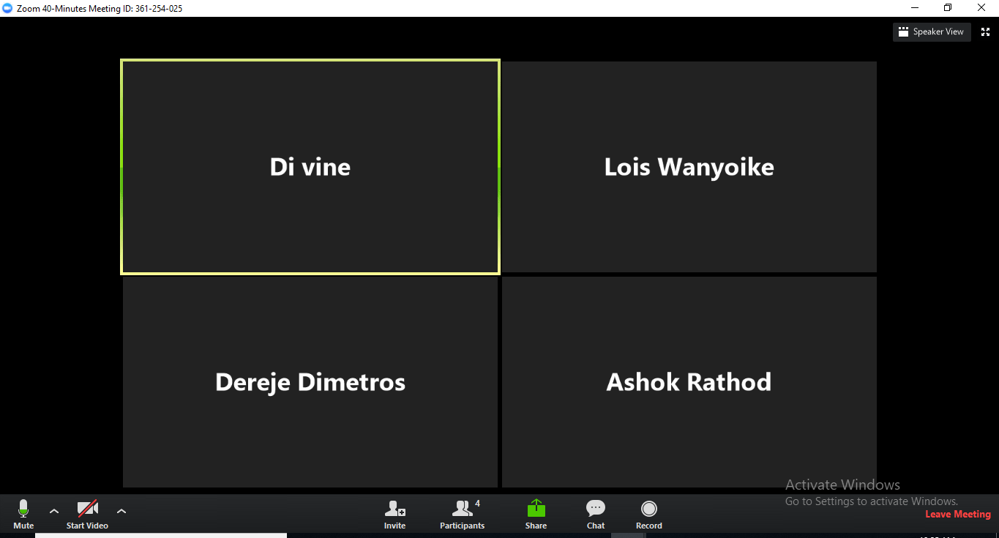 Zoom 40-Minutes Meeting ID: 361-254-025
Speaker View
Di vine
Lois Wanyoike
Dereje Dimetros
Ashok Rathod
Activate Windows
Go to Settings to activate Windows.
Mute
Start Video
Invite
Participants 4
Share
Chat
Record
Leave Meeting